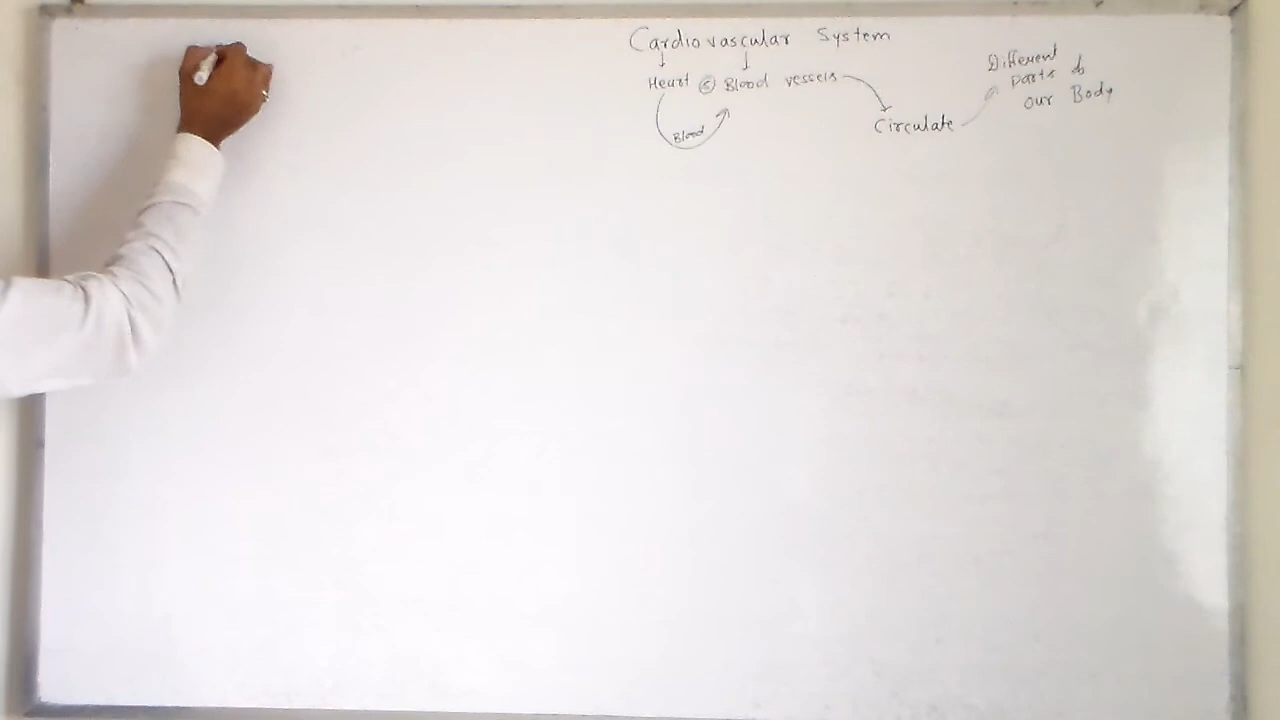 Cardiovascular System
Heart & Blood vessels
Blood
Circulate
Different
parts of
our Body